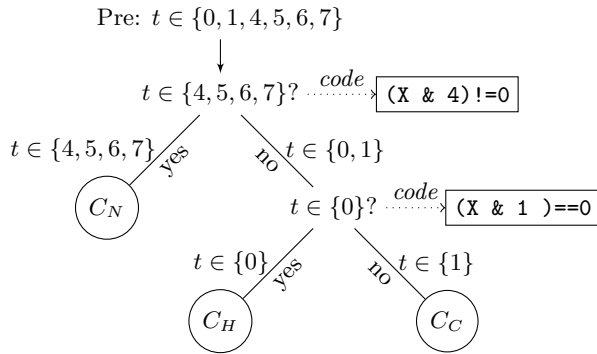 Pre: t ∈ {0, 1, 4, 5, 6, 7}
t ∈ {4, 5, 6, 7}? code (X & 4)!=0
t ∈ {4, 5, 6, 7} yes no t ∈ {0, 1}
C_N t ∈ {0}? code (X & 1 )==0
t ∈ {0} yes no t ∈ {1}
C_H C_C